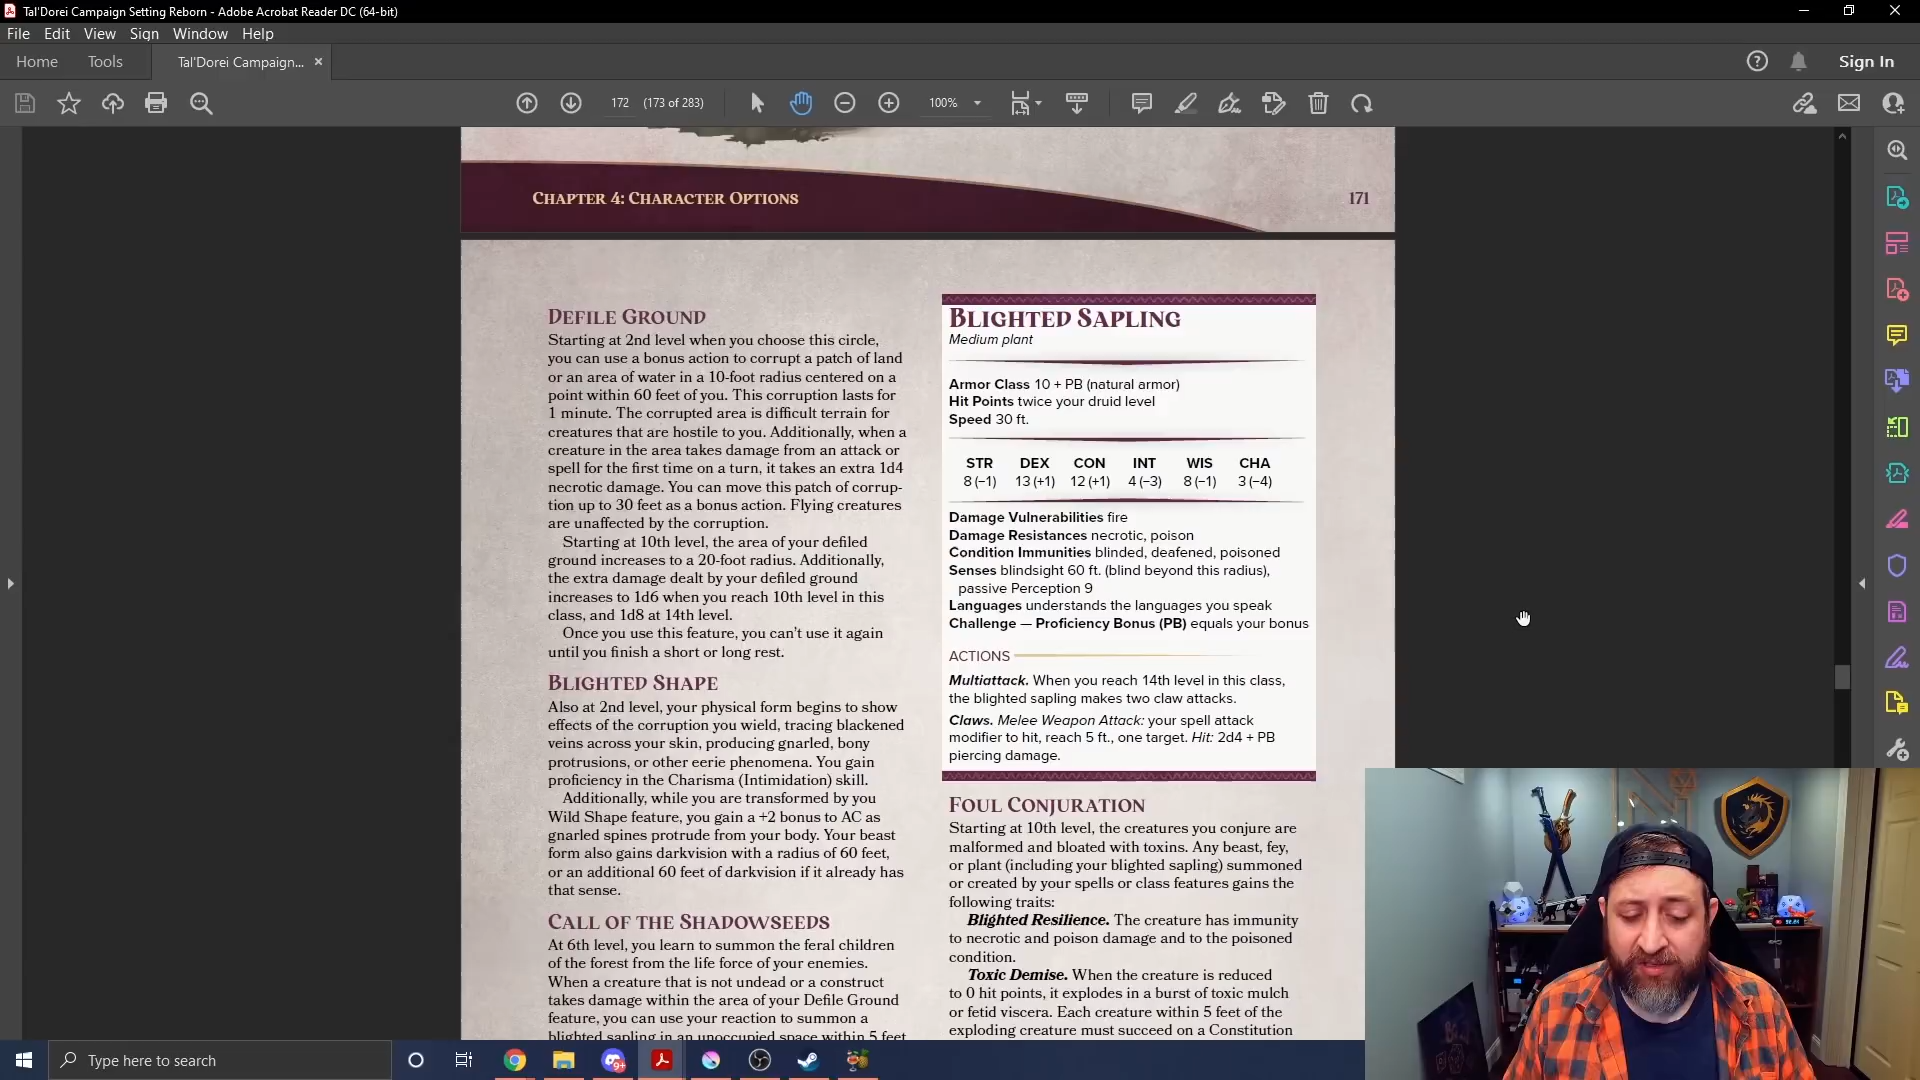 Tal'Dorei Campaign Setting Reborn - Adobe Acrobat Reader DC (64-bit)
File Edit View Sign Window Help
Home Tools Tal'Dorei Campaign... × Sign In
172 (173 of 283) 100%
CHAPTER 4: CHARACTER OPTIONS 171
DEFILE GROUND
Starting at 2nd level when you choose this circle,
you can use a bonus action to corrupt a patch of land
or an area of water in a 10-foot radius centered on a
point within 60 feet of you. This corruption lasts for
1 minute. The corrupted area is difficult terrain for
creatures that are hostile to you. Additionally, when a
creature in the area takes damage from an attack or
spell for the first time on a turn, it takes an extra 1d4
necrotic damage. You can move this patch of corrup-
tion up to 30 feet as a bonus action. Flying creatures
are unaffected by the corruption.
Starting at 10th level, the area of your defiled
ground increases to a 20-foot radius. Additionally,
the extra damage dealt by your defiled ground
increases to 1d6 when you reach 10th level in this
class, and 1d8 at 14th level.
Once you use this feature, you can't use it again
until you finish a short or long rest.
BLIGHTED SHAPE
Also at 2nd level, your physical form begins to show
effects of the corruption you wield, tracing blackened
veins across your skin, producing gnarled, bony
protrusions, or other eerie phenomena. You gain
proficiency in the Charisma (Intimidation) skill.
Additionally, while you are transformed by you
Wild Shape feature, you gain a +2 bonus to AC as
gnarled spines protrude from your body. Your beast
form also gains darkvision with a radius of 60 feet,
or an additional 60 feet of darkvision if it already has
that sense.
CALL OF THE SHADOWSEEDS
At 6th level, you learn to summon the feral children
of the forest from the life force of your enemies.
When a creature that is not undead or a construct
takes damage within the area of your Defile Ground
feature, you can use your reaction to summon a
blighted sapling in an unoccupied space within 5 feet
BLIGHTED SAPLING
Medium plant
Armor Class 10 + PB (natural armor)
Hit Points twice your druid level
Speed 30 ft.
STR DEX CON INT WIS CHA
8 (−1) 13 (+1) 12 (+1) 4 (−3) 8 (−1) 3 (−4)
Damage Vulnerabilities fire
Damage Resistances necrotic, poison
Condition Immunities blinded, deafened, poisoned
Senses blindsight 60 ft. (blind beyond this radius),
passive Perception 9
Languages understands the languages you speak
Challenge — Proficiency Bonus (PB) equals your bonus
ACTIONS
Multiattack. When you reach 14th level in this class,
the blighted sapling makes two claw attacks.
Claws. Melee Weapon Attack: your spell attack
modifier to hit, reach 5 ft., one target. Hit: 2d4 + PB
piercing damage.
FOUL CONJURATION
Starting at 10th level, the creatures you conjure are
malformed and bloated with toxins. Any beast, fey,
or plant (including your blighted sapling) summoned
or created by your spells or class features gains the
following traits:
Blighted Resilience. The creature has immunity
to necrotic and poison damage and to the poisoned
condition.
Toxic Demise. When the creature is reduced
to 0 hit points, it explodes in a burst of toxic mulch
or fetid viscera. Each creature within 5 feet of the
exploding creature must succeed on a Constitution
Type here to search
9+